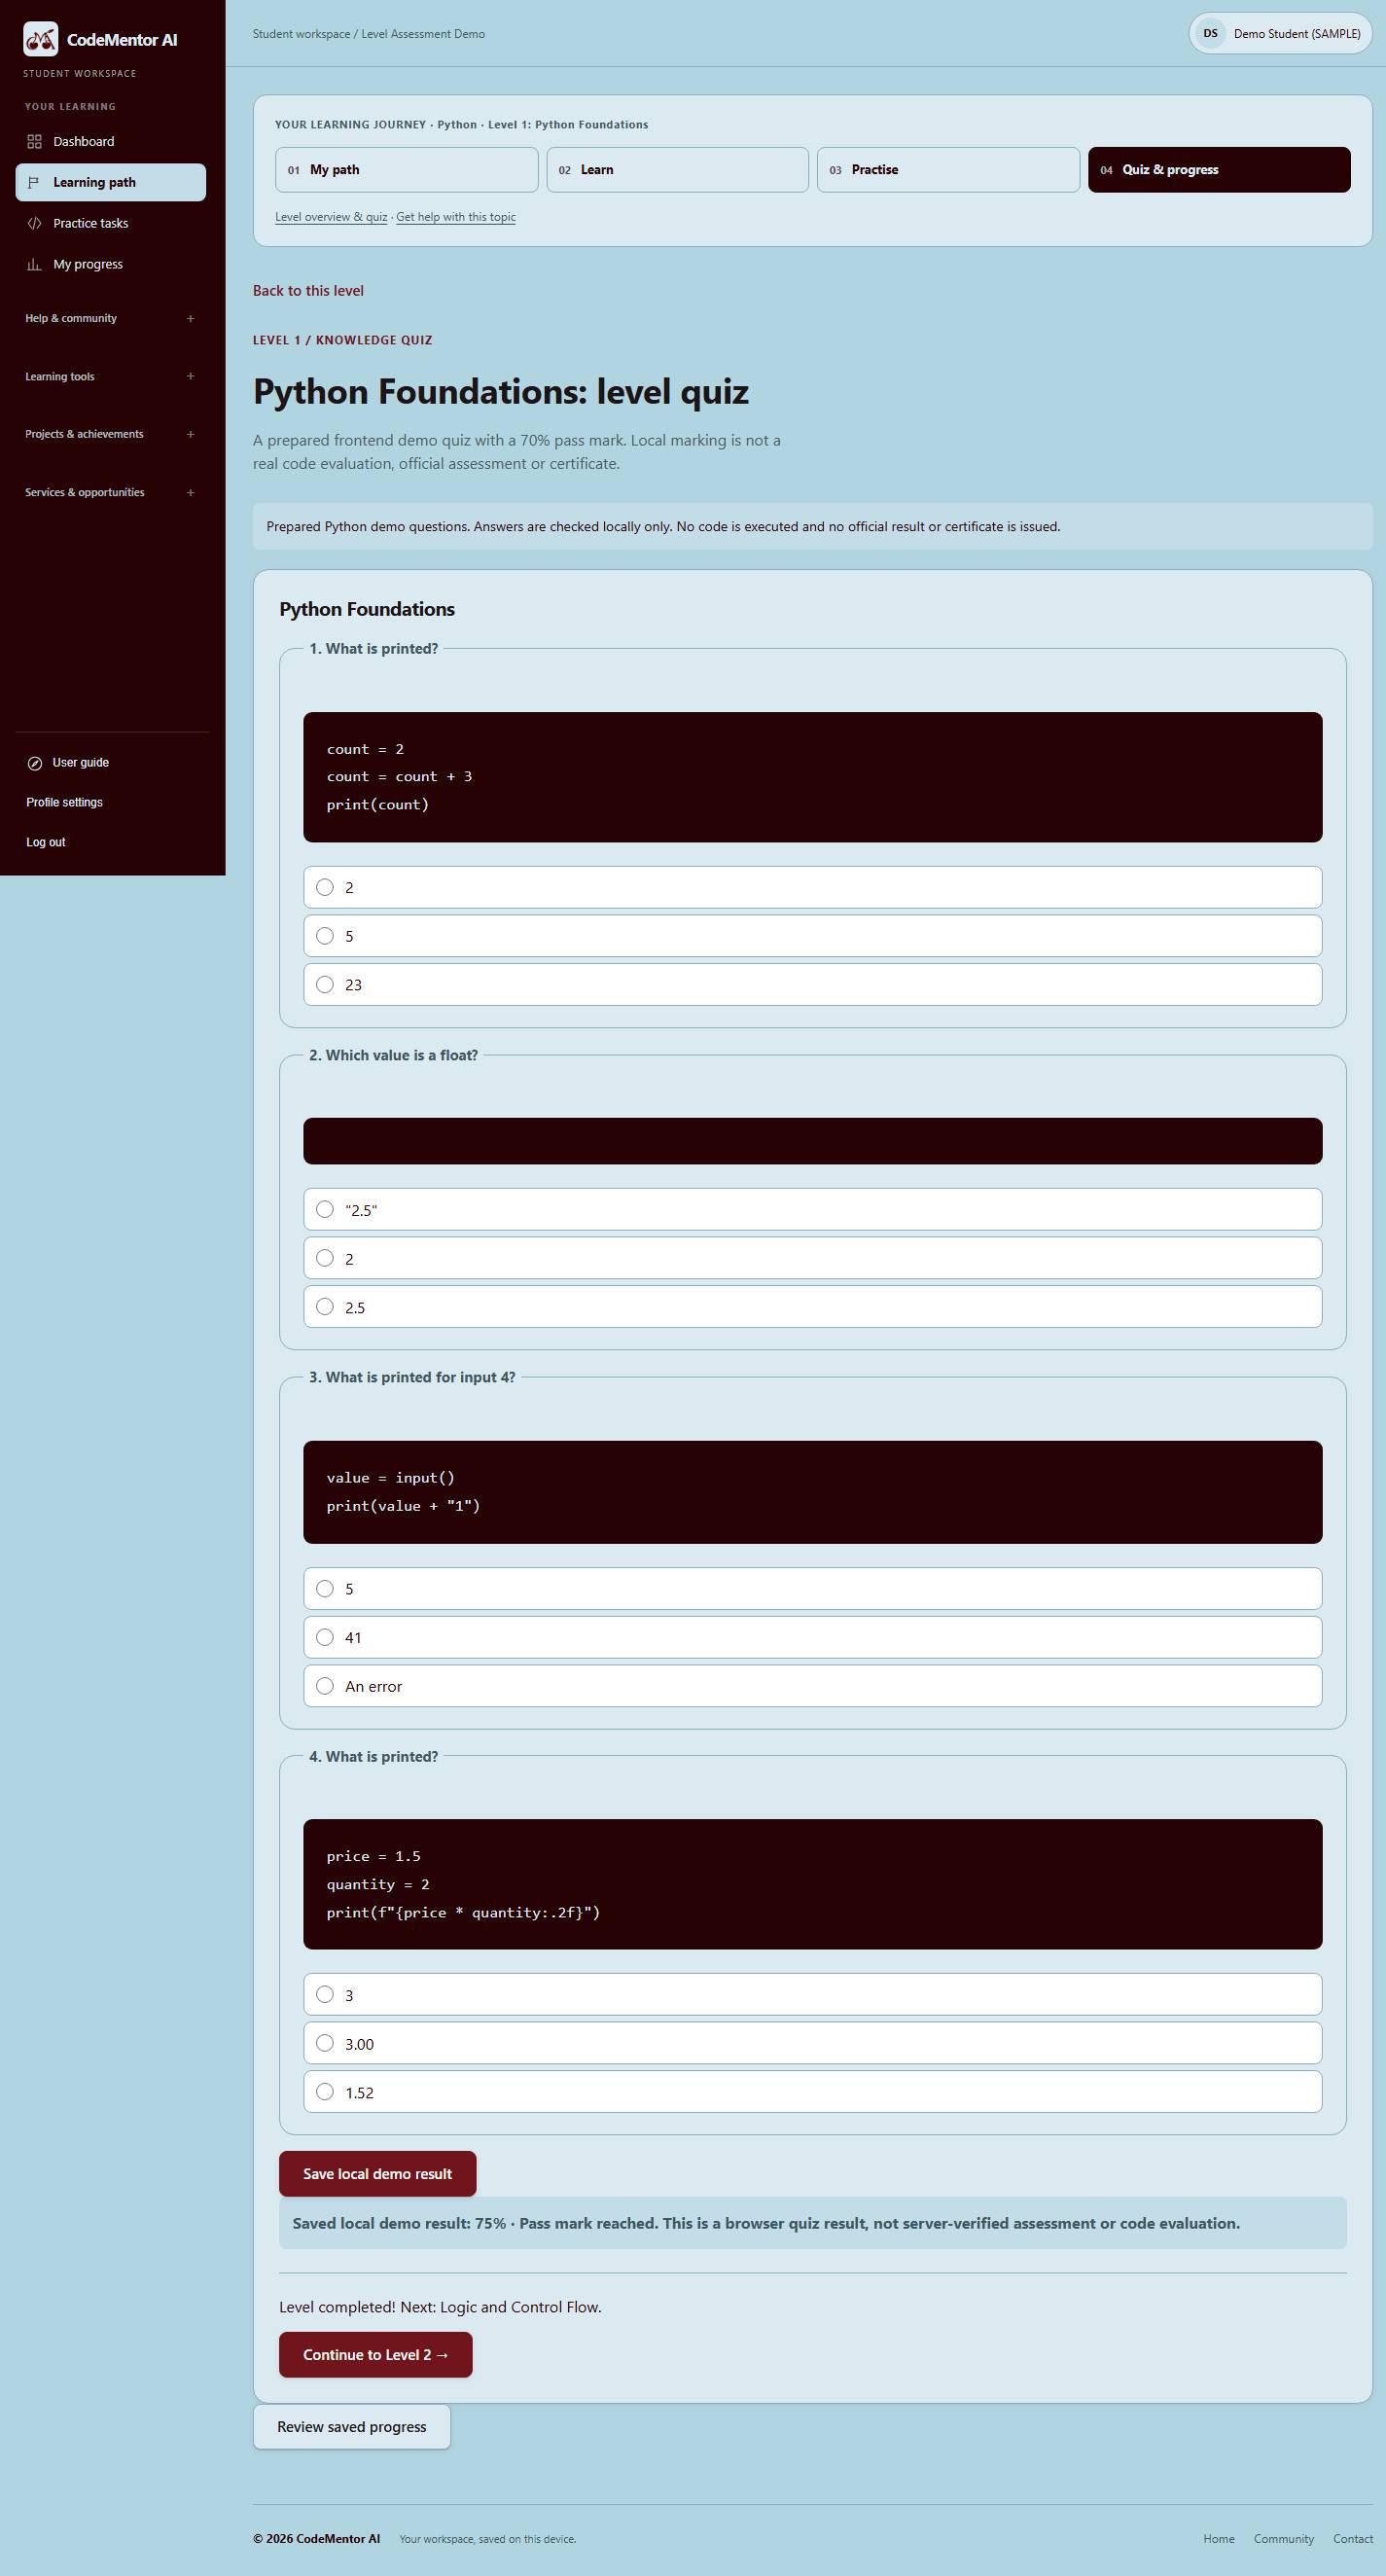 CodeMentor AI
STUDENT WORKSPACE
YOUR LEARNING
Dashboard
Learning path
Practice tasks
My progress
Help & community +
Learning tools +
Projects & achievements +
Services & opportunities +
User guide
Profile settings
Log out
Student workspace / Level Assessment Demo
DS Demo Student (SAMPLE)
YOUR LEARNING JOURNEY · Python · Level 1: Python Foundations
01 My path
02 Learn
03 Practise
04 Quiz & progress
Level overview & quiz · Get help with this topic
Back to this level
LEVEL 1 / KNOWLEDGE QUIZ
Python Foundations: level quiz
A prepared frontend demo quiz with a 70% pass mark. Local marking is not a
real code evaluation, official assessment or certificate.
Prepared Python demo questions. Answers are checked locally only. No code is executed and no official result or certificate is issued.
Python Foundations
1. What is printed?
count = 2
count = count + 3
print(count)
2
5
23
2. Which value is a float?
"2.5"
2
2.5
3. What is printed for input 4?
value = input()
print(value + "1")
5
41
An error
4. What is printed?
price = 1.5
quantity = 2
print(f"{price * quantity:.2f}")
3
3.00
1.52
Save local demo result
Saved local demo result: 75% · Pass mark reached. This is a browser quiz result, not server-verified assessment or code evaluation.
Level completed! Next: Logic and Control Flow.
Continue to Level 2 →
Review saved progress
© 2026 CodeMentor AI Your workspace, saved on this device.
Home Community Contact